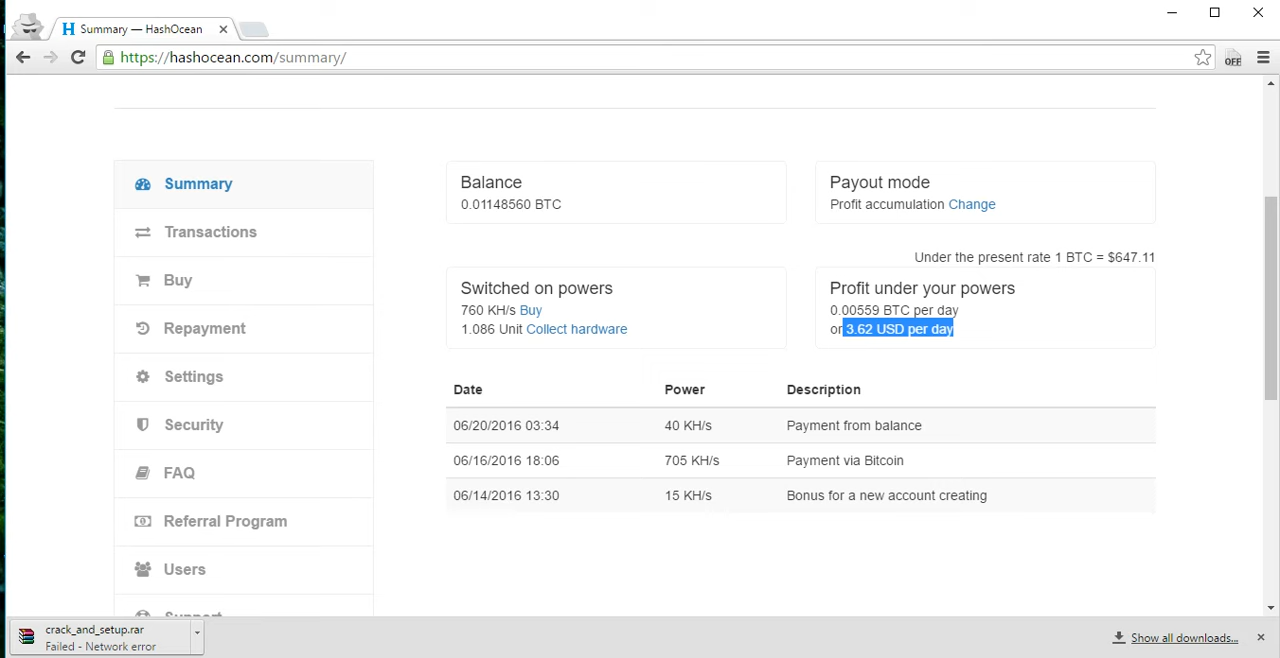 Summary — HashOcean
https://hashocean.com/summary/
OFF
Summary
Transactions
Buy
Repayment
Settings
Security
FAQ
Referral Program
Users
Support
Balance
0.01148560 BTC
Payout mode
Profit accumulation Change
Under the present rate 1 BTC = $647.11
Switched on powers
760 KH/s Buy
1.086 Unit Collect hardware
Profit under your powers
0.00559 BTC per day
or 3.62 USD per day
Date Power Description
06/20/2016 03:34 40 KH/s Payment from balance
06/16/2016 18:06 705 KH/s Payment via Bitcoin
06/14/2016 13:30 15 KH/s Bonus for a new account creating
crack_and_setup.rar
Failed - Network error
Show all downloads...